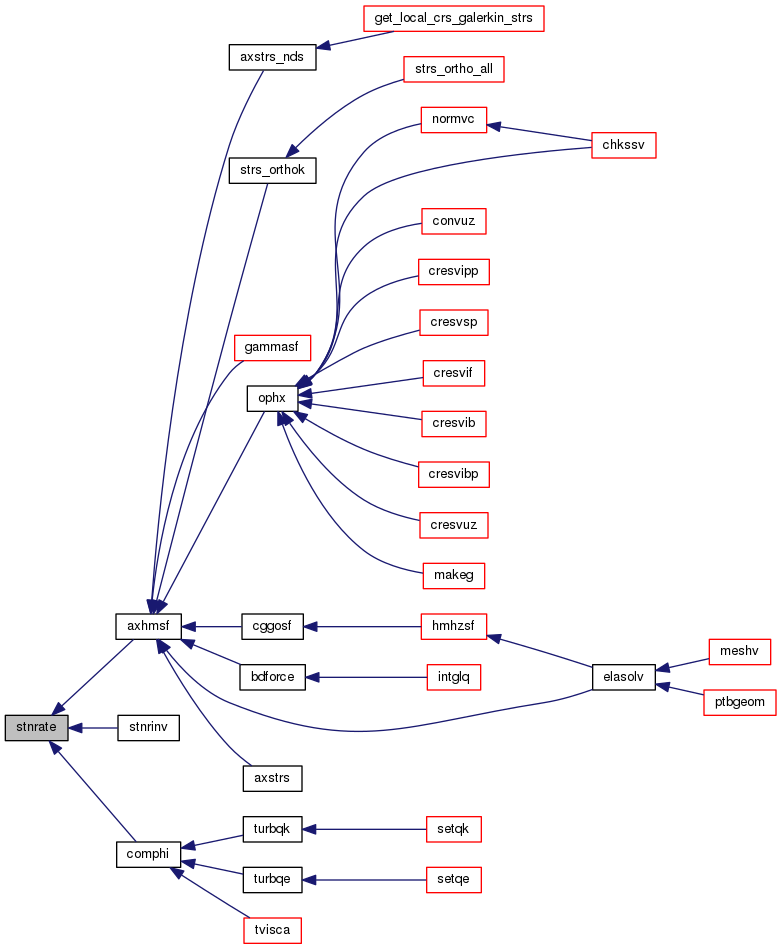 get_local_crs_galerkin_strs
axstrs_nds
strs_ortho_all
normvc
chkssv
strs_orthok
convuz
cresvipp
cresvsp
gammasf
cresvif
ophx
cresvib
cresvibp
cresvuz
makeg
axhmsf
cggosf
hmhzsf
meshv
bdforce
intglq
elasolv
ptbgeom
stnrate
stnrinv
axstrs
turbqk
setqk
comphi
turbqe
setqe
tvisca